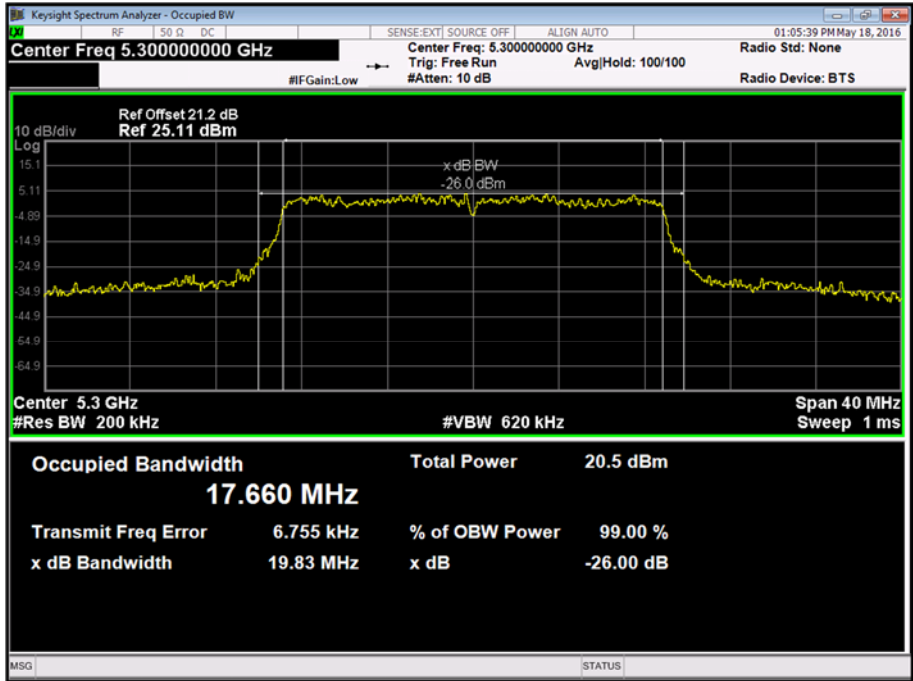 Keysight Spectrum Analyzer - Occupied BW
LXI RF 50 Ω DC SENSE:EXT SOURCE OFF ALIGN AUTO 01:05:39 PM May 18, 2016
Center Freq 5.300000000 GHz
Center Freq: 5.300000000 GHz
Radio Std: None
Trig: Free Run Avg|Hold: 100/100
#IFGain:Low #Atten: 10 dB Radio Device: BTS
Ref Offset 21.2 dB
10 dB/div Ref 25.11 dBm
Log
15.1
x dB BW
5.11
-26.0 dBm
-4.89
-14.9
-24.9
-34.9
-44.9
-54.9
-64.9
Center 5.3 GHz Span 40 MHz
#Res BW 200 kHz #VBW 620 kHz Sweep 1 ms
Occupied Bandwidth Total Power 20.5 dBm
17.660 MHz
Transmit Freq Error 6.755 kHz % of OBW Power 99.00 %
x dB Bandwidth 19.83 MHz x dB -26.00 dB
MSG STATUS